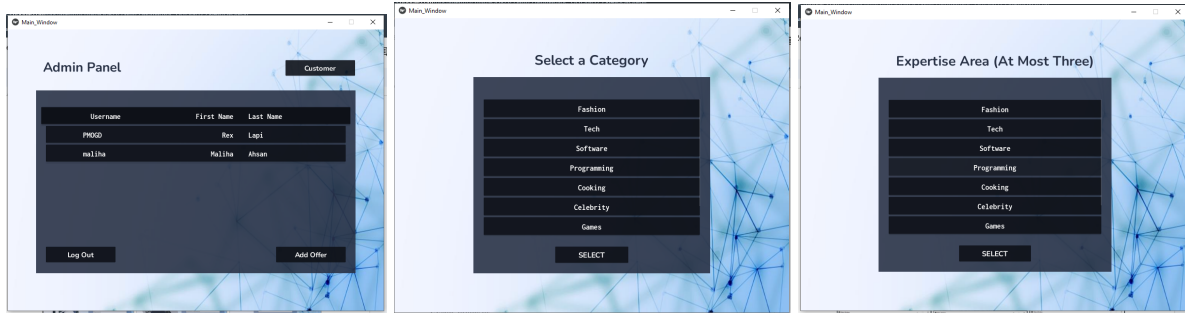 Main_Window
Admin Panel
Customer
Username First Name Last Name
PMOGD Rex Lapi
maliha Maliha Ahsan
Log Out
Add Offer
Main_Window
Select a Category
Fashion
Tech
Software
Programming
Cooking
Celebrity
Games
SELECT
Main_Window
Expertise Area (At Most Three)
Fashion
Tech
Software
Programming
Cooking
Celebrity
Games
SELECT